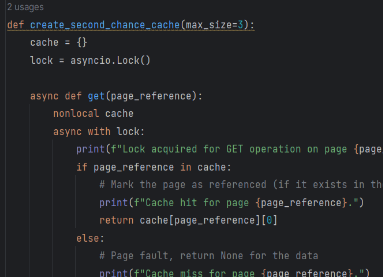 2 usages
def create_second_chance_cache(max_size=3):
cache = {}
lock = asyncio.Lock()
async def get(page_reference):
nonlocal cache
async with lock:
print(f"Lock acquired for GET operation on page {page
if page_reference in cache:
# Mark the page as referenced (if it exists in th
print(f"Cache hit for page {page_reference}.")
return cache[page_reference][0]
else:
# Page fault, return None for the data
print(f"Cache miss for page {page_reference}.")